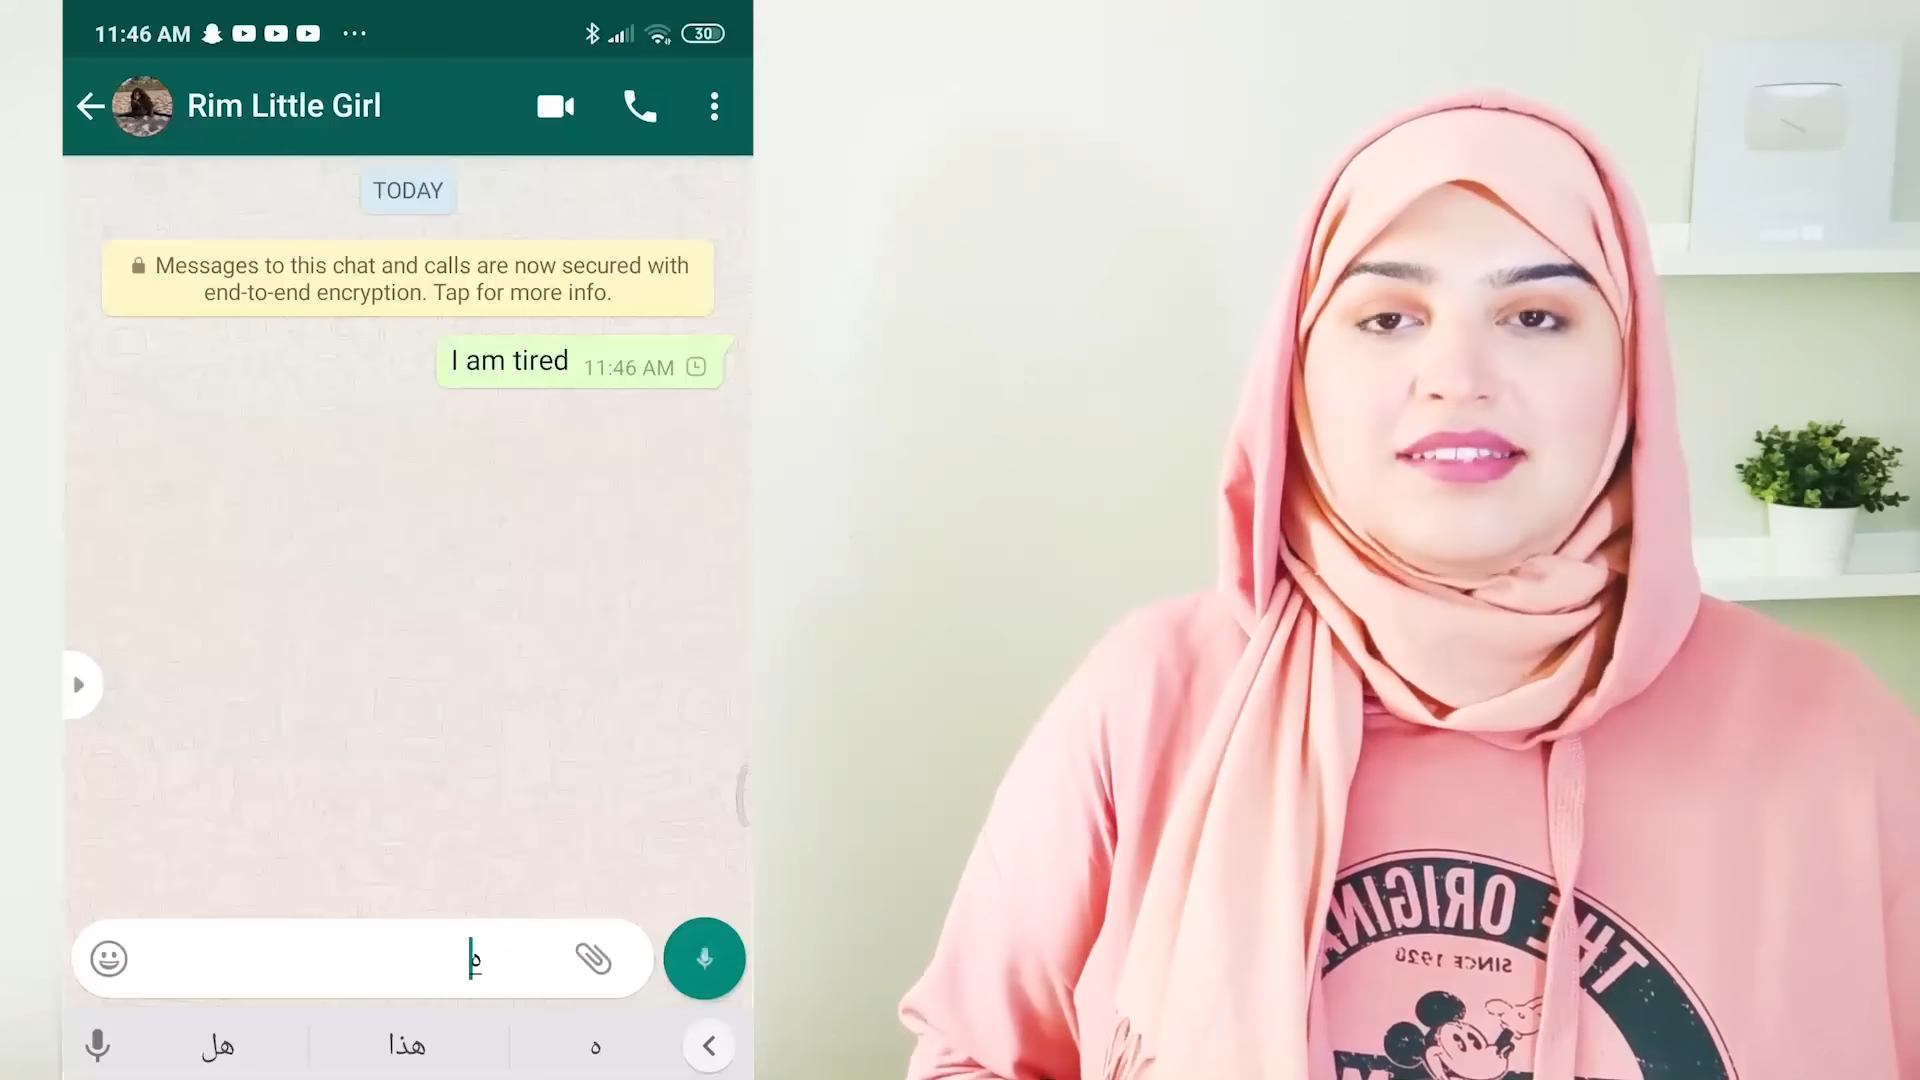 11:46 AM
30
Rim Little Girl
TODAY
Messages to this chat and calls are now secured with
end-to-end encryption. Tap for more info.
I am tired 11:46 AM
ه
هل
هذا
ه
THE ORIGIN
SINCE 1928